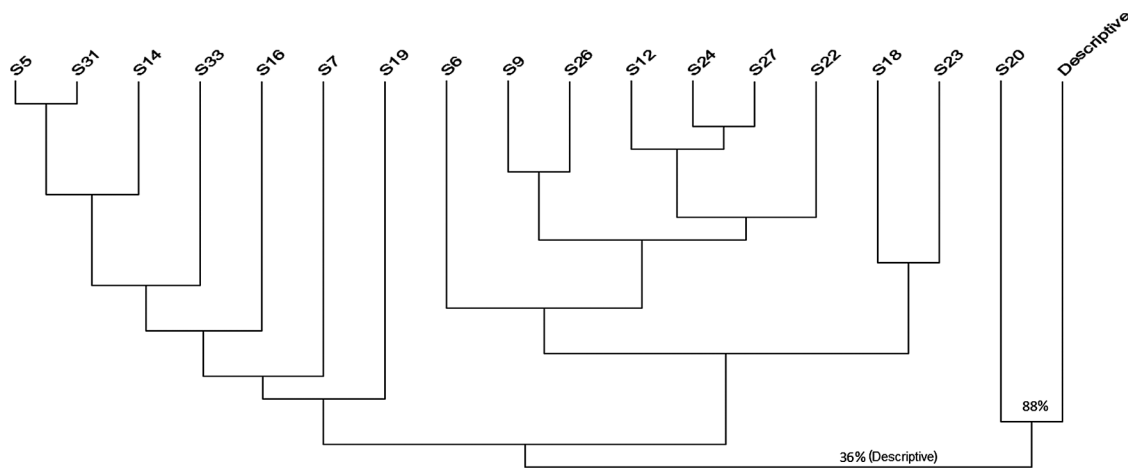 S5 S31 S14 S33 S16 S7 S19 S6 S9 S26 S12 S24 S27 S22 S18 S23 S20 Descriptive
88%
36% (Descriptive)